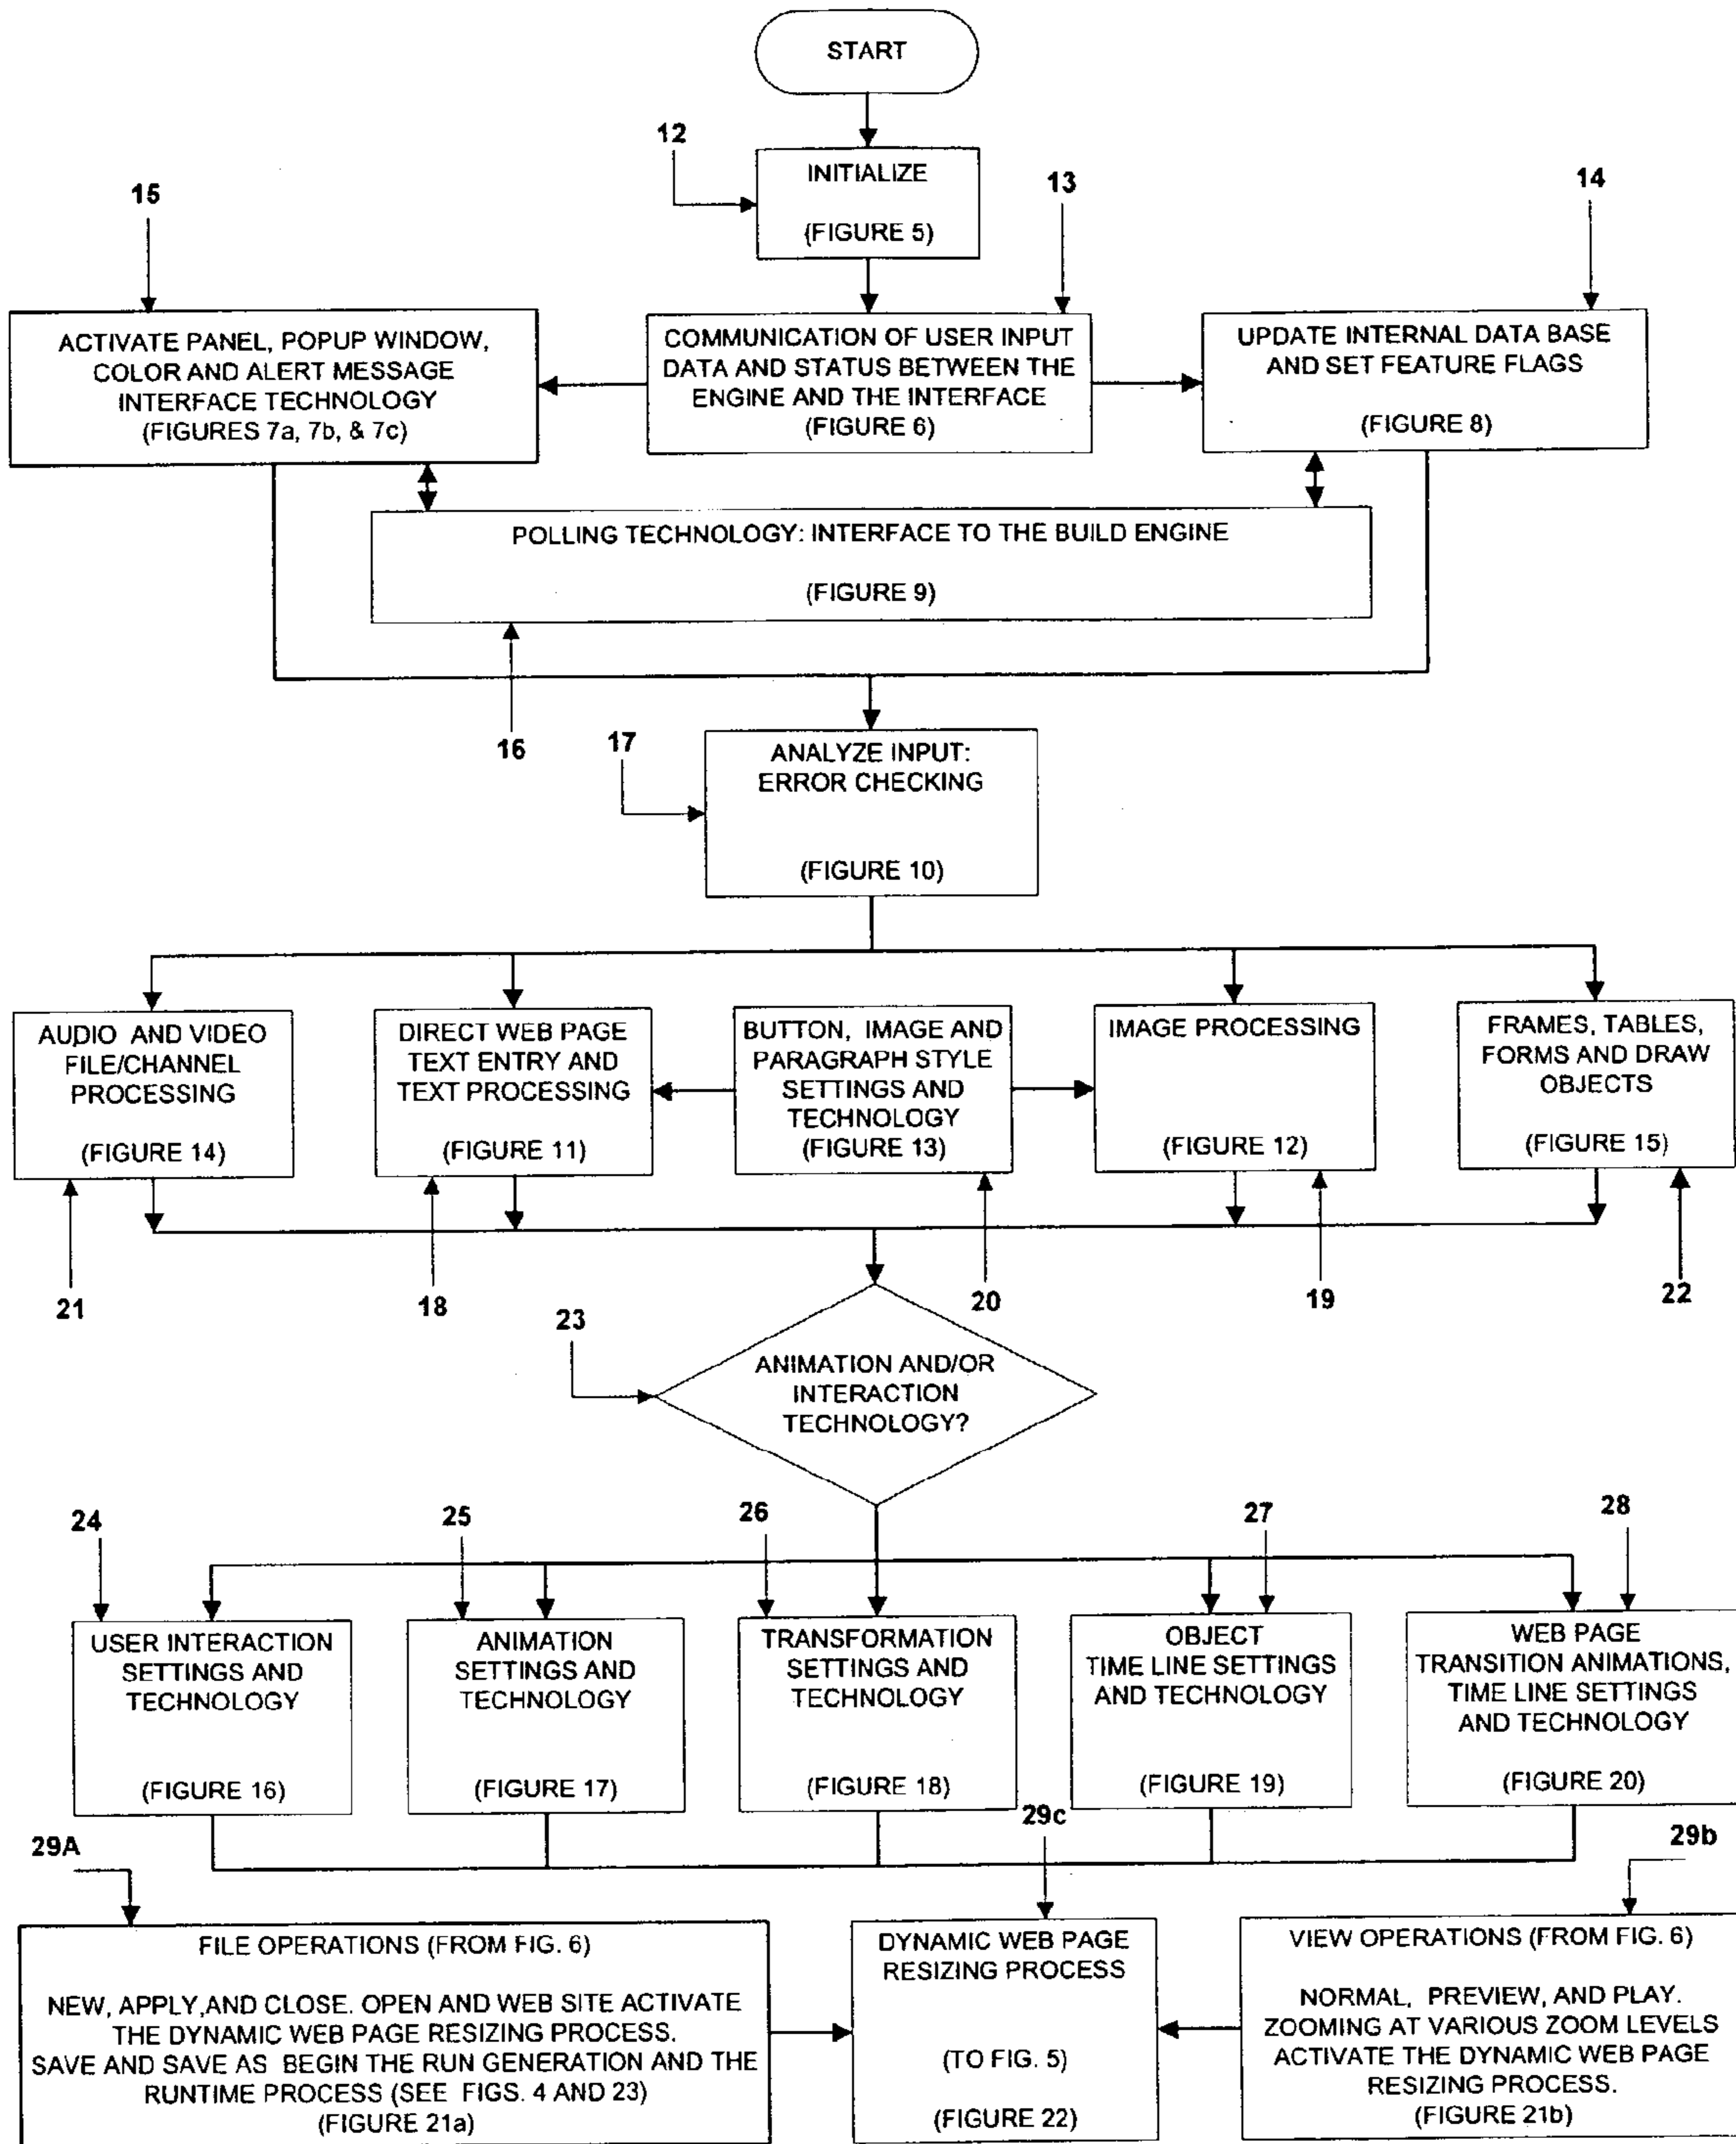 START
12
INITIALIZE
(FIGURE 5)
15
13
14
ACTIVATE PANEL, POPUP WINDOW,
COLOR AND ALERT MESSAGE
INTERFACE TECHNOLOGY
(FIGURES 7a, 7b, & 7c)
COMMUNICATION OF USER INPUT
DATA AND STATUS BETWEEN THE
ENGINE AND THE INTERFACE
(FIGURE 6)
UPDATE INTERNAL DATA BASE
AND SET FEATURE FLAGS
(FIGURE 8)
POLLING TECHNOLOGY: INTERFACE TO THE BUILD ENGINE
(FIGURE 9)
16
17
ANALYZE INPUT:
ERROR CHECKING
(FIGURE 10)
AUDIO AND VIDEO
FILE/CHANNEL
PROCESSING
(FIGURE 14)
DIRECT WEB PAGE
TEXT ENTRY AND
TEXT PROCESSING
(FIGURE 11)
BUTTON, IMAGE AND
PARAGRAPH STYLE
SETTINGS AND
TECHNOLOGY
(FIGURE 13)
IMAGE PROCESSING
(FIGURE 12)
FRAMES, TABLES,
FORMS AND DRAW
OBJECTS
(FIGURE 15)
21
18
20
19
22
23
ANIMATION AND/OR
INTERACTION
TECHNOLOGY?
24
25
26
27
28
USER INTERACTION
SETTINGS AND
TECHNOLOGY
(FIGURE 16)
ANIMATION
SETTINGS AND
TECHNOLOGY
(FIGURE 17)
TRANSFORMATION
SETTINGS AND
TECHNOLOGY
(FIGURE 18)
OBJECT
TIME LINE SETTINGS
AND TECHNOLOGY
(FIGURE 19)
WEB PAGE
TRANSITION ANIMATIONS,
TIME LINE SETTINGS
AND TECHNOLOGY
(FIGURE 20)
29A
29c
29b
FILE OPERATIONS (FROM FIG. 6)
NEW, APPLY,AND CLOSE. OPEN AND WEB SITE ACTIVATE
THE DYNAMIC WEB PAGE RESIZING PROCESS.
SAVE AND SAVE AS BEGIN THE RUN GENERATION AND THE
RUNTIME PROCESS (SEE FIGS. 4 AND 23)
(FIGURE 21a)
DYNAMIC WEB PAGE
RESIZING PROCESS
(TO FIG. 5)
(FIGURE 22)
VIEW OPERATIONS (FROM FIG. 6)
NORMAL, PREVIEW, AND PLAY.
ZOOMING AT VARIOUS ZOOM LEVELS
ACTIVATE THE DYNAMIC WEB PAGE
RESIZING PROCESS.
(FIGURE 21b)